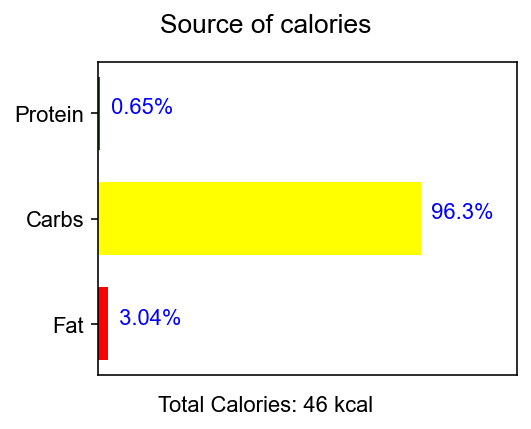 Source of calories
Protein 0.65%
Carbs 96.3%
Fat 3.04%
Total Calories: 46 kcal